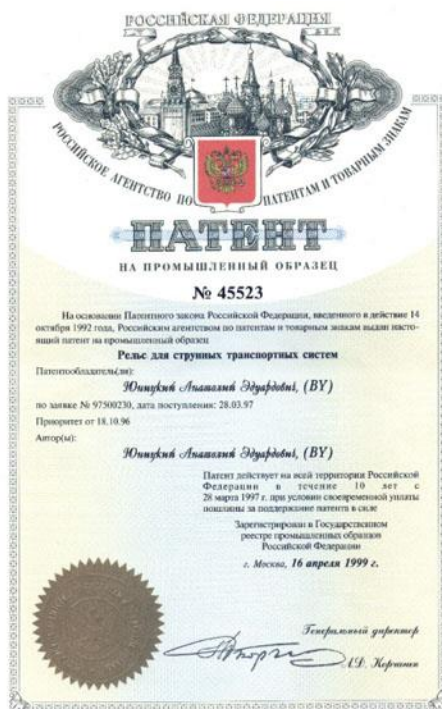 РОССИЙСКАЯ ФЕДЕРАЦИЯ
РОССИЙСКОЕ АГЕНТСТВО ПО ПАТЕНТАМ И ТОВАРНЫМ ЗНАКАМ
ПАТЕНТ
НА ПРОМЫШЛЕННЫЙ ОБРАЗЕЦ
№ 45523
На основании Патентного закона Российской Федерации, введенного в действие 14
октября 1992 года, Российским агентством по патентам и товарным знакам выдан насто-
ящий патент на промышленный образец
Рельс для струнных транспортных систем
Патентообладатель(ли):
Юницкий Анатолий Эдуардович, (BY)
по заявке № 97500230, дата поступления: 28.03.97
Приоритет от 18.10.96
Автор(ы):
Юницкий Анатолий Эдуардович, (BY)
Патент действует на всей территории Российской
Федерации в течение 10 лет с
28 марта 1997 г. при условии своевременной уплаты
пошлины за поддержание патента в силе
Зарегистрирован в Государственном
реестре промышленных образцов
Российской Федерации
г. Москва, 16 апреля 1999 г.
Генеральный директор
А.Д. Корчагин